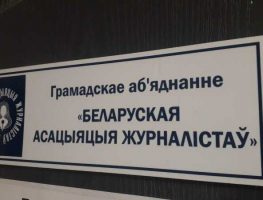 Грамадскае аб'яднанне
«БЕЛАРУСКАЯ
АСАЦЫЯЦЫЯ ЖУРНАЛІСТАЎ»